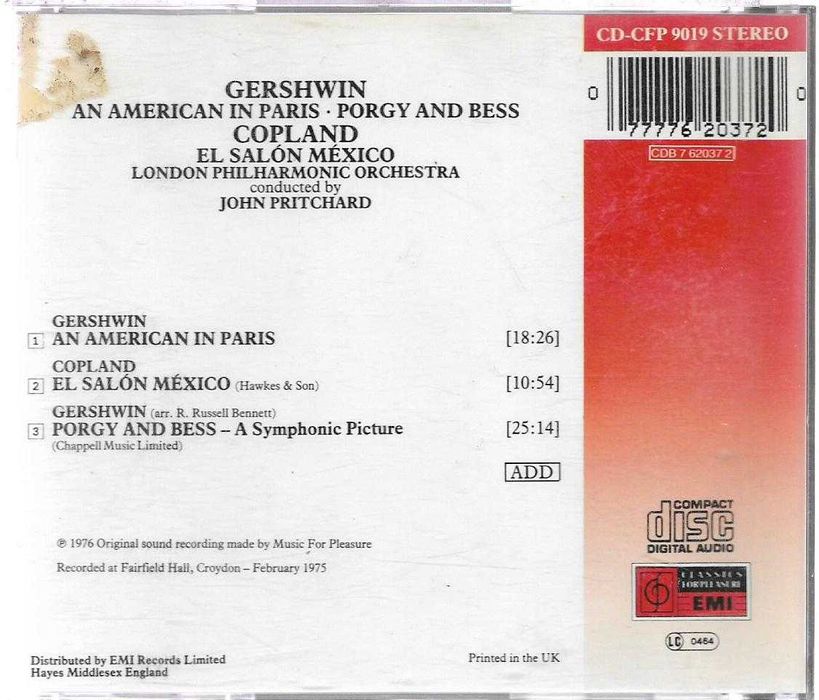 CD-CFP 9019 STEREO
0 77776 20372 0
CDB 7 62037 2
GERSHWIN
AN AMERICAN IN PARIS · PORGY AND BESS
COPLAND
EL SALÓN MÉXICO
LONDON PHILHARMONIC ORCHESTRA
conducted by
JOHN PRITCHARD
GERSHWIN
1 AN AMERICAN IN PARIS [18:26]
COPLAND
2 EL SALÓN MÉXICO (Hawkes & Son) [10:54]
GERSHWIN (arr. R. Russell Bennett)
3 PORGY AND BESS – A Symphonic Picture [25:14]
(Chappell Music Limited)
ADD
℗ 1976 Original sound recording made by Music For Pleasure
Recorded at Fairfield Hall, Croydon – February 1975
COMPACT
disc
DIGITAL AUDIO
CLASSICS
FOR PLEASURE
EMI
LC 0464
Distributed by EMI Records Limited
Hayes Middlesex England
Printed in the UK